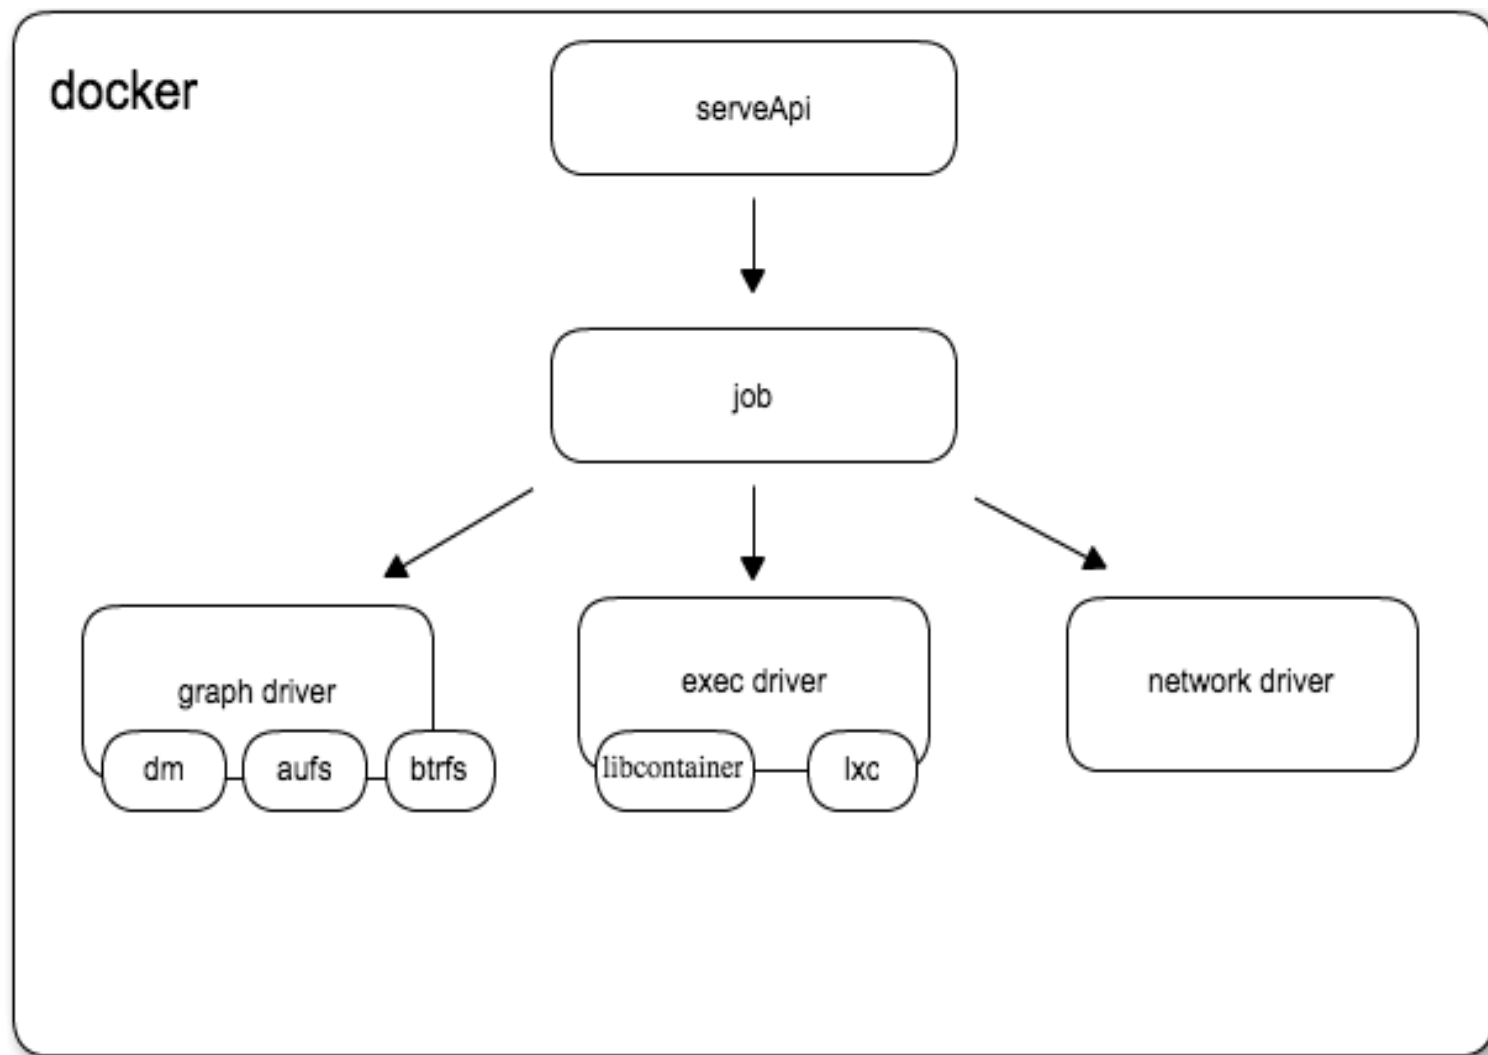 docker
serveApi
job
graph driver
exec driver
network driver
dm
aufs
btrfs
libcontainer
lxc